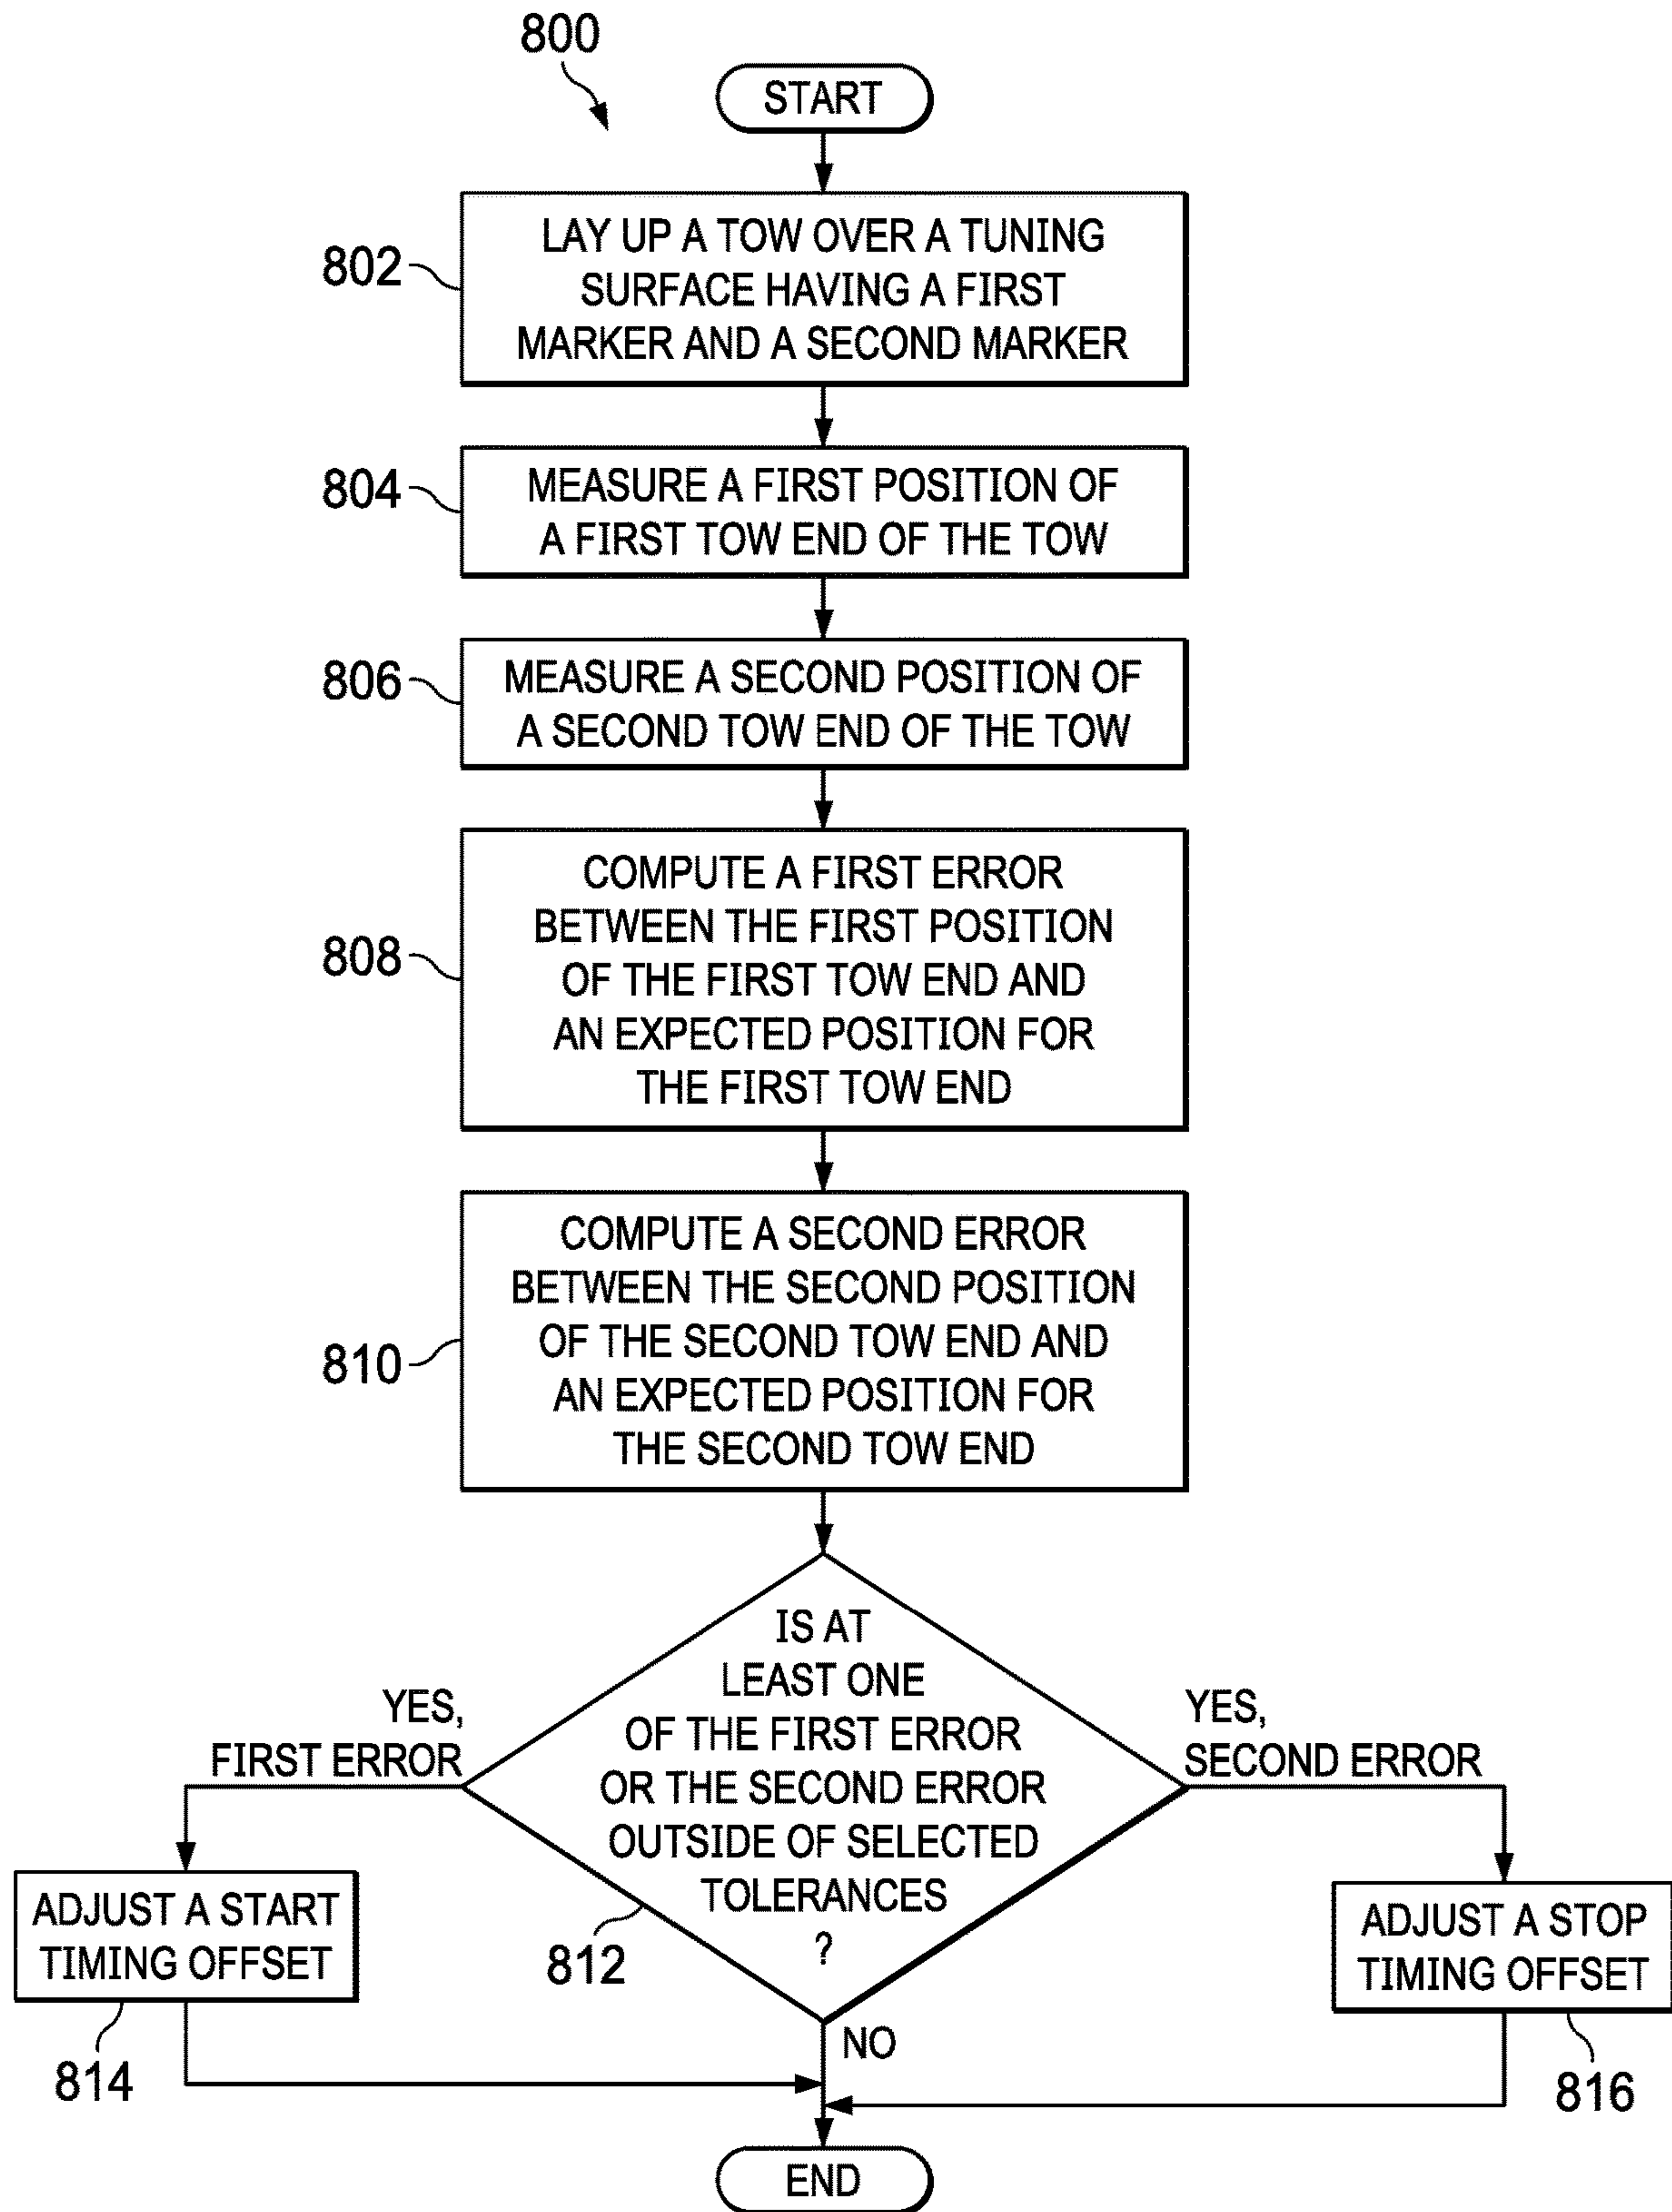 800
START
802
LAY UP A TOW OVER A TUNING
SURFACE HAVING A FIRST
MARKER AND A SECOND MARKER
804
MEASURE A FIRST POSITION OF
A FIRST TOW END OF THE TOW
806
MEASURE A SECOND POSITION OF
A SECOND TOW END OF THE TOW
808
COMPUTE A FIRST ERROR
BETWEEN THE FIRST POSITION
OF THE FIRST TOW END AND
AN EXPECTED POSITION FOR
THE FIRST TOW END
810
COMPUTE A SECOND ERROR
BETWEEN THE SECOND POSITION
OF THE SECOND TOW END AND
AN EXPECTED POSITION FOR
THE SECOND TOW END
IS AT
LEAST ONE
OF THE FIRST ERROR
OR THE SECOND ERROR
OUTSIDE OF SELECTED
TOLERANCES
?
812
YES,
FIRST ERROR
YES,
SECOND ERROR
ADJUST A START
TIMING OFFSET
814
ADJUST A STOP
TIMING OFFSET
816
NO
END